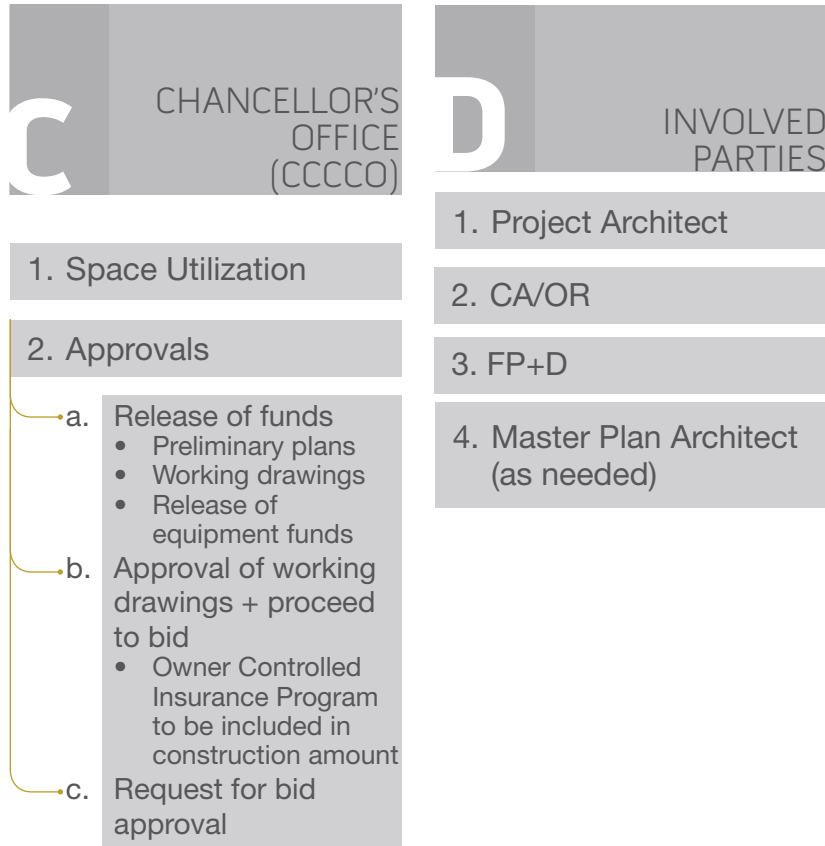 C
CHANCELLOR'S
OFFICE
(CCCCO)
1. Space Utilization
2. Approvals
a. Release of funds
• Preliminary plans
• Working drawings
• Release of
equipment funds
b. Approval of working
drawings + proceed
to bid
• Owner Controlled
Insurance Program
to be included in
construction amount
c. Request for bid
approval
D
INVOLVED
PARTIES
1. Project Architect
2. CA/OR
3. FP+D
4. Master Plan Architect
(as needed)